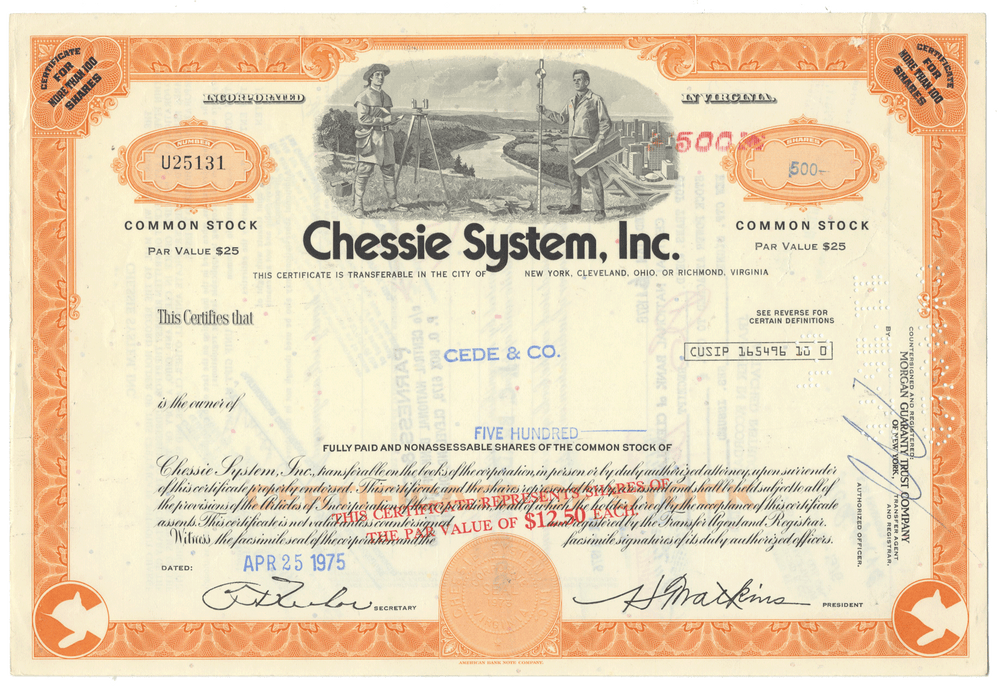 CERTIFICATE
FOR
MORE THAN 100
SHARES
CERTIFICATE
FOR
MORE THAN 100
SHARES
INCORPORATED
IN VIRGINIA.
NUMBER
U25131
500
SHARES
500-
COMMON STOCK
PAR VALUE $25
COMMON STOCK
PAR VALUE $25
Chessie System, Inc.
THIS CERTIFICATE IS TRANSFERABLE IN THE CITY OF NEW YORK, CLEVELAND, OHIO, OR RICHMOND, VIRGINIA
This Certifies that
SEE REVERSE FOR
CERTAIN DEFINITIONS
CEDE & CO.
CUSIP 165496 10 0
is the owner of
FIVE HUNDRED
FULLY PAID AND NONASSESSABLE SHARES OF THE COMMON STOCK OF
Chessie System, Inc., transferable on the books of the corporation, in person or by duly authorized attorney, upon surrender
of this certificate properly endorsed. This certificate and the shares represented hereby are issued and shall be held subject to all of
the provisions of the Articles of Incorporation of the corporation to all of which the holder hereof by the acceptance of this certificate
assents. This certificate is not valid unless countersigned and registered by the Transfer Agent and Registrar.
Witness the facsimile seal of the corporation and the facsimile signatures of its duly authorized officers.
THIS CERTIFICATE REPRESENTS SHARES OF
THE PAR VALUE OF $12.50 EACH.
DATED:
APR 25 1975
SECRETARY
H J Watkins
PRESIDENT
COUNTERSIGNED AND REGISTERED:
MORGAN GUARANTY TRUST COMPANY
OF NEW YORK,
TRANSFER AGENT
AND REGISTRAR.
BY
AUTHORIZED OFFICER.
AMERICAN BANK NOTE COMPANY.